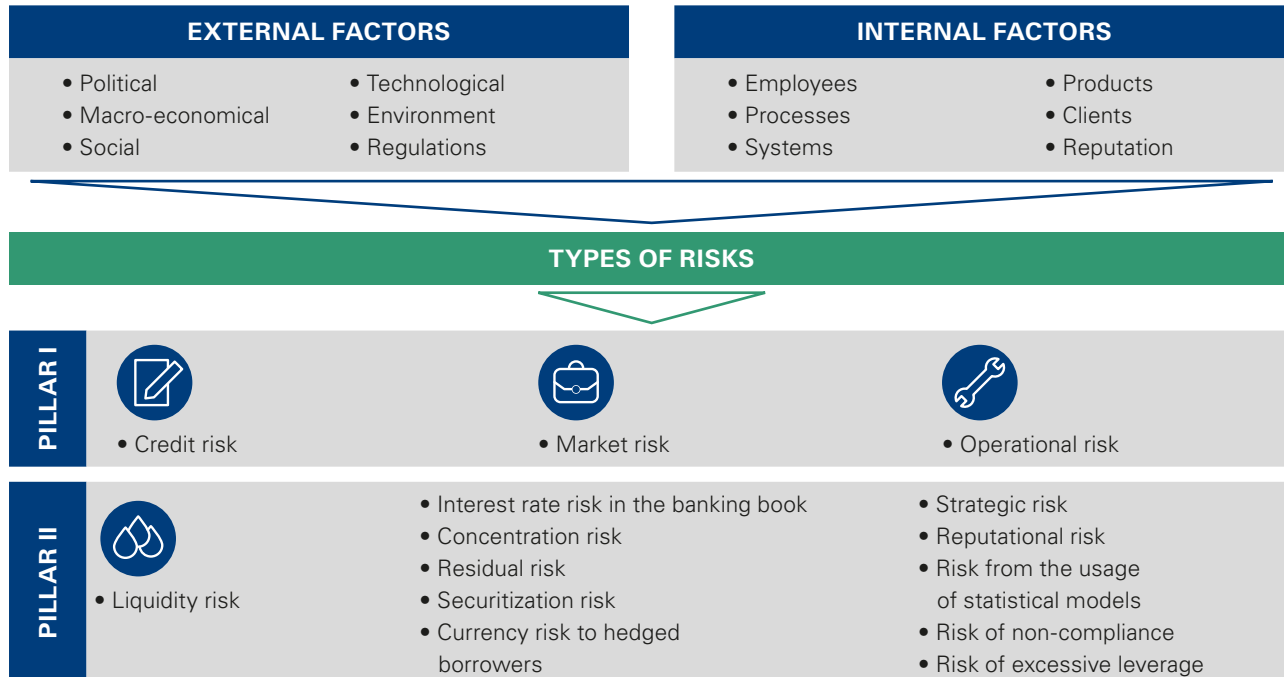 EXTERNAL FACTORS
• Political
• Macro-economical
• Social
• Technological
• Environment
• Regulations
INTERNAL FACTORS
• Employees
• Processes
• Systems
• Products
• Clients
• Reputation
TYPES OF RISKS
PILLAR I
• Credit risk
• Market risk
• Operational risk
PILLAR II
• Liquidity risk
• Interest rate risk in the banking book
• Concentration risk
• Residual risk
• Securitization risk
• Currency risk to hedged
borrowers
• Strategic risk
• Reputational risk
• Risk from the usage
of statistical models
• Risk of non-compliance
• Risk of excessive leverage